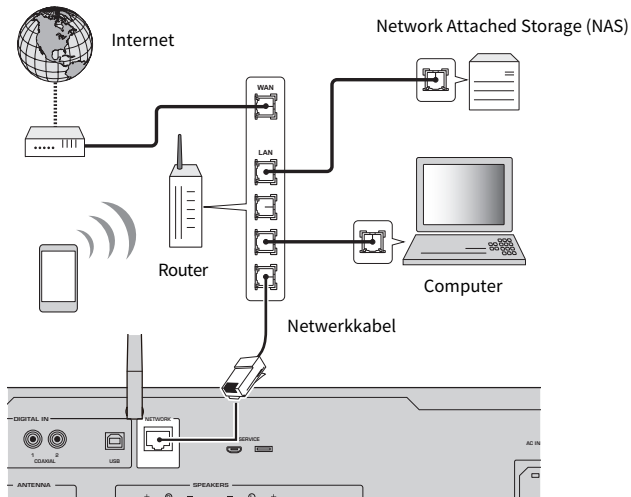 Internet
Network Attached Storage (NAS)
WAN
LAN
Router
Computer
Netwerkkabel
DIGITAL IN
NETWORK
SERVICE
AC IN
1 2
COAXIAL
USB
ANTENNA
SPEAKERS